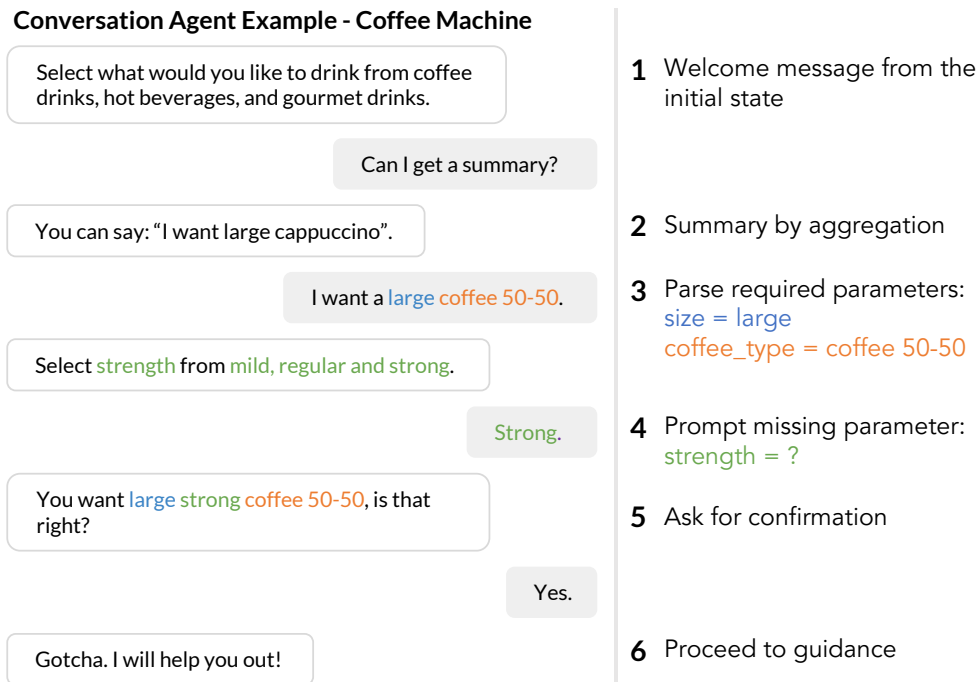 Conversation Agent Example - Coffee Machine
Select what would you like to drink from coffee
drinks, hot beverages, and gourmet drinks.
1 Welcome message from the
initial state
Can I get a summary?
You can say: “I want large cappuccino”.
2 Summary by aggregation
I want a large coffee 50-50.
3 Parse required parameters:
size = large
coffee_type = coffee 50-50
Select strength from mild, regular and strong.
Strong.
4 Prompt missing parameter:
strength = ?
You want large strong coffee 50-50, is that
right?
5 Ask for confirmation
Yes.
Gotcha. I will help you out!
6 Proceed to guidance